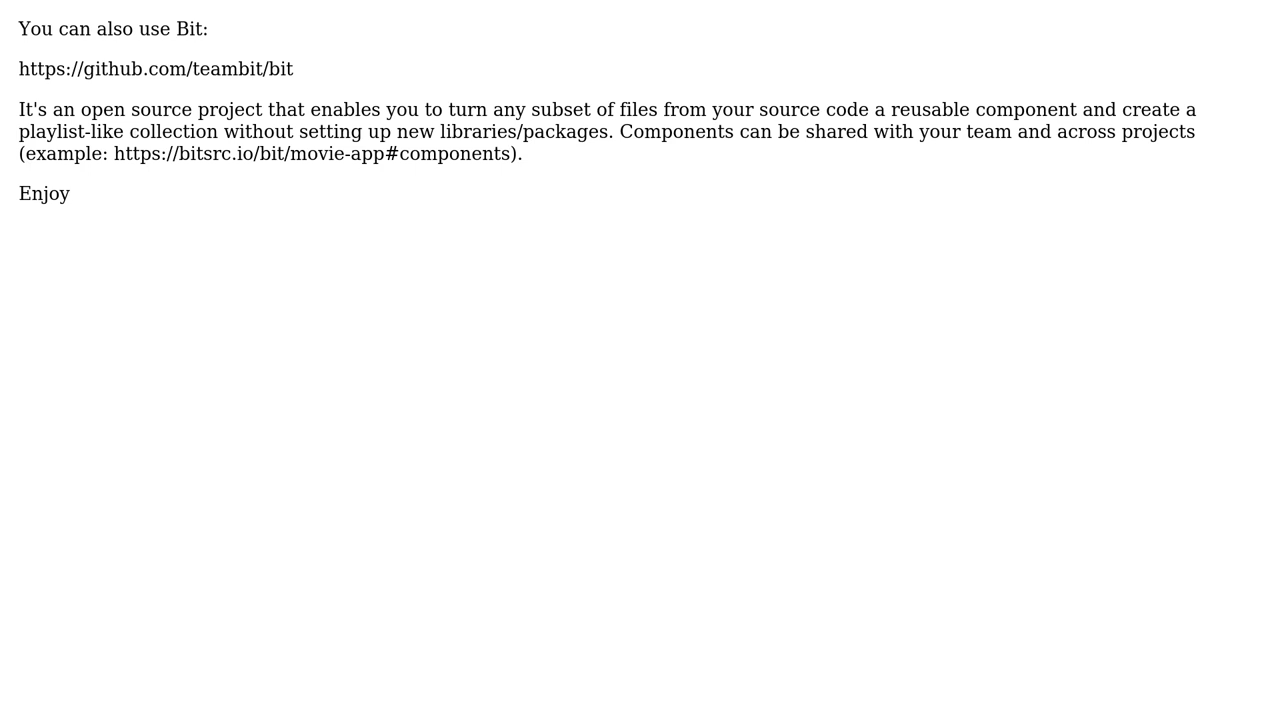 You can also use Bit:
https://github.com/teambit/bit
It's an open source project that enables you to turn any subset of files from your source code a reusable component and create a
playlist-like collection without setting up new libraries/packages. Components can be shared with your team and across projects
(example: https://bitsrc.io/bit/movie-app#components).
Enjoy